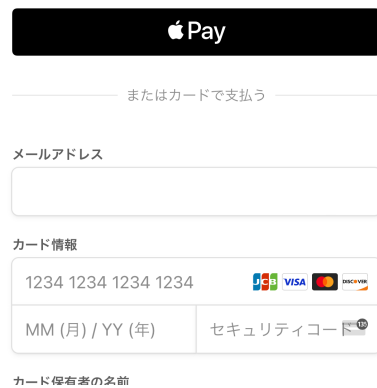 Pay
またはカードで支払う
メールアドレス
カード情報
1234 1234 1234 1234
JCB VISA DISCOVER
MM (月) / YY (年)
セキュリティコード
135
カード保有者の名前